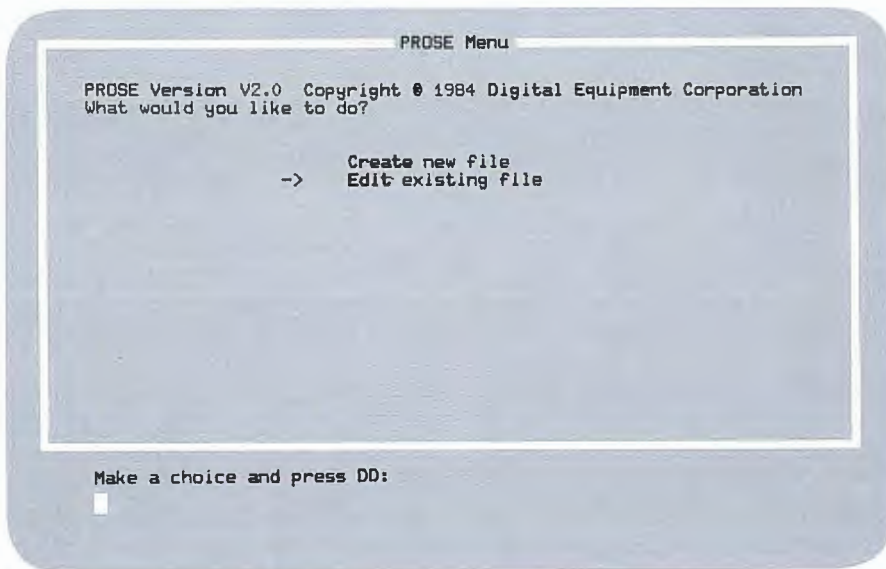 PROSE Menu
PROSE Version V2.0 Copyright © 1984 Digital Equipment Corporation
What would you like to do?
Create new file
-> Edit existing file
Make a choice and press DO: